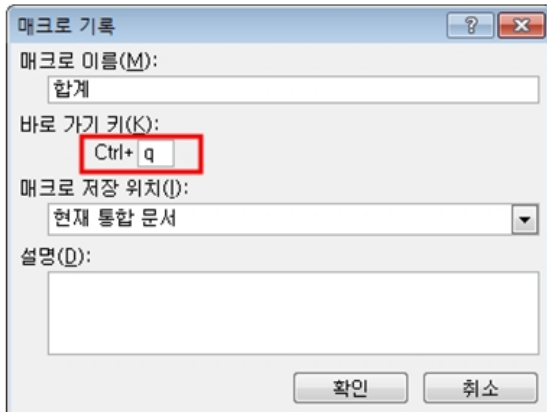 매크로 기록
매크로 이름(M):
합계
바로 가기 키(K):
Ctrl+ q
매크로 저장 위치(I):
현재 통합 문서
설명(D):
확인 취소